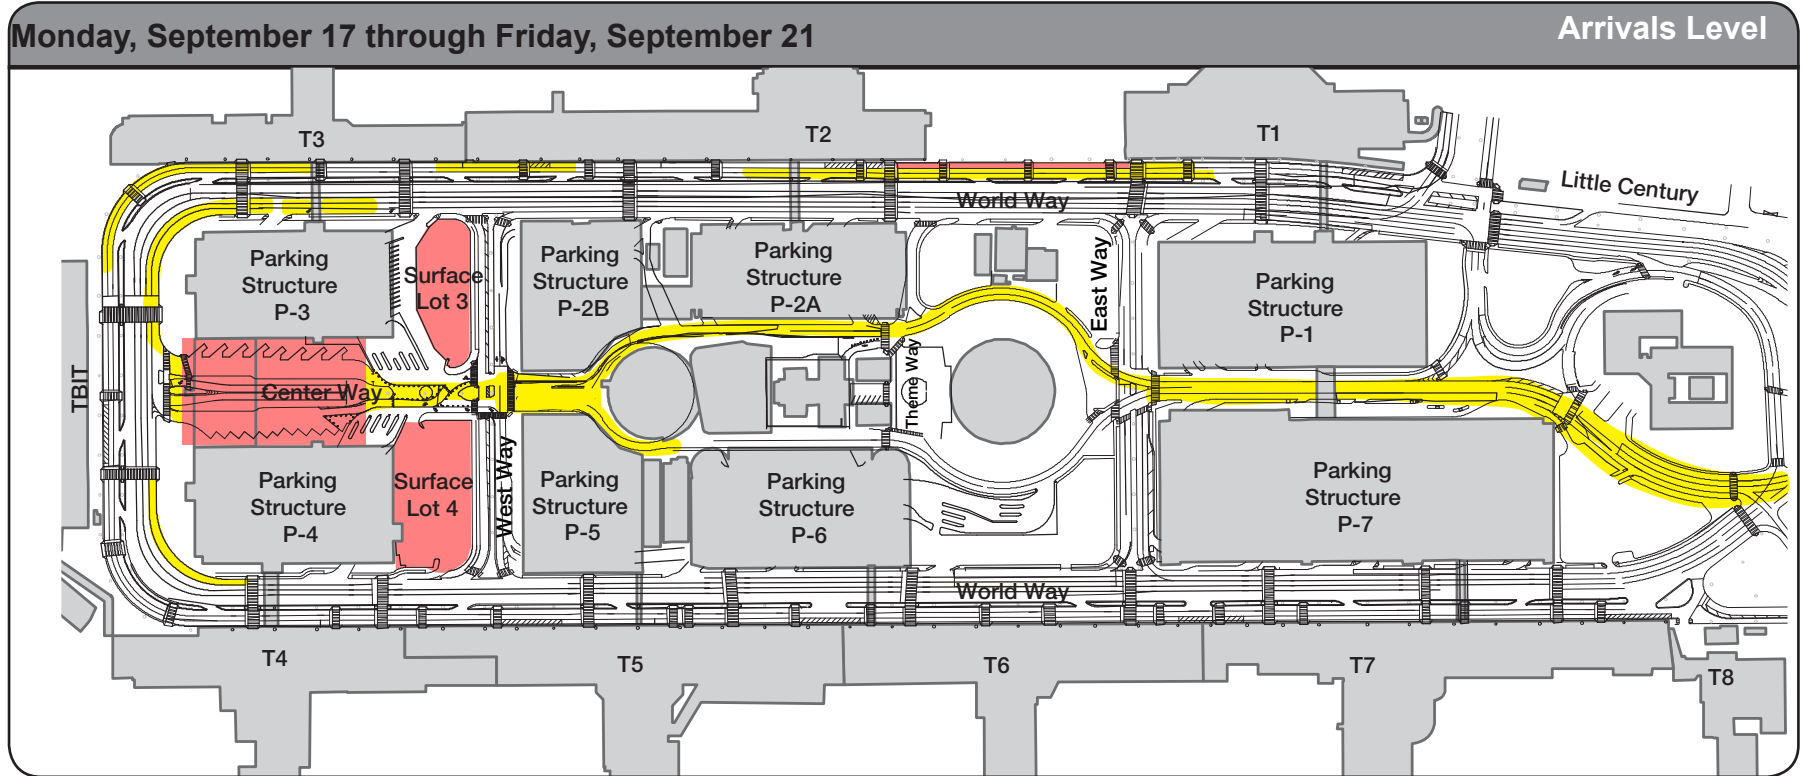 Monday, September 17 through Friday, September 21
Arrivals Level
T3
T2
T1
Little Century
World Way
Parking
Structure
P-3
Surface
Lot 3
Parking
Structure
P-2B
Parking
Structure
P-2A
East Way
Parking
Structure
P-1
TBIT
Center Way
Theme Way
Parking
Structure
P-4
Surface
Lot 4
West Way
Parking
Structure
P-5
Parking
Structure
P-6
Parking
Structure
P-7
World Way
T4
T5
T6
T7
T8